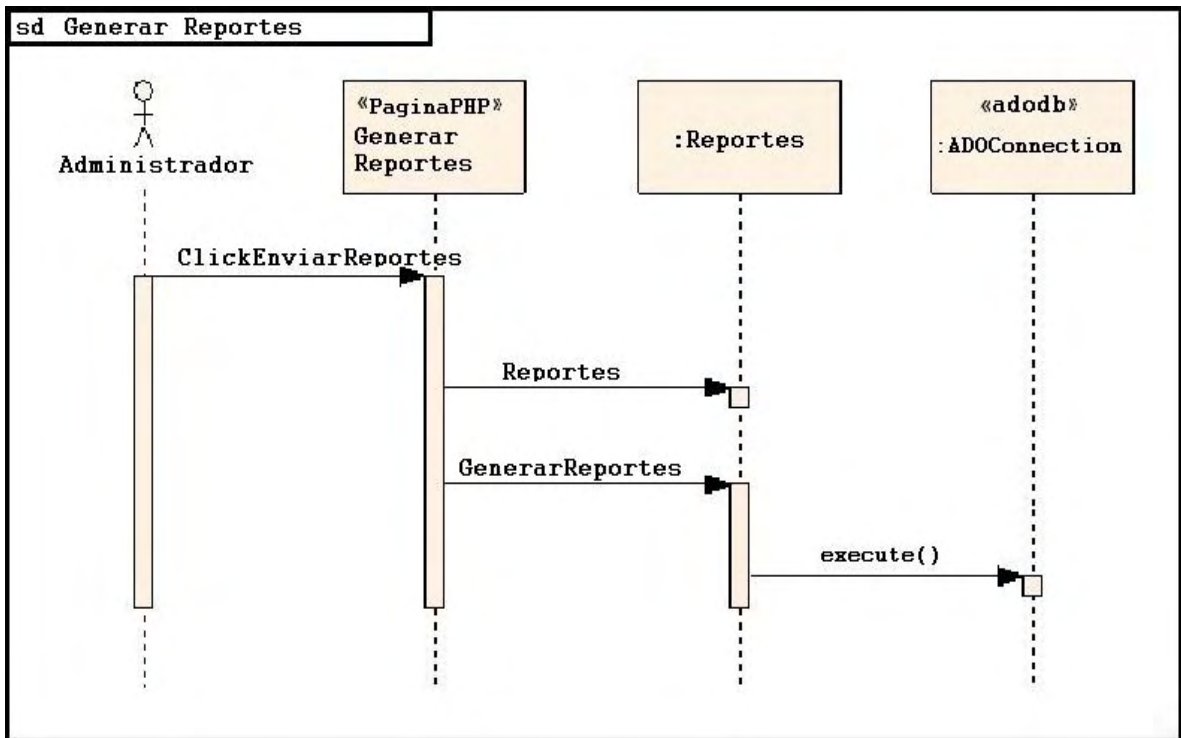 sd Generar Reportes
Administrador
«PaginaPHP»
Generar
Reportes
:Reportes
«adodb»
:ADOConnection
ClickEnviarReportes
Reportes
GenerarReportes
execute()